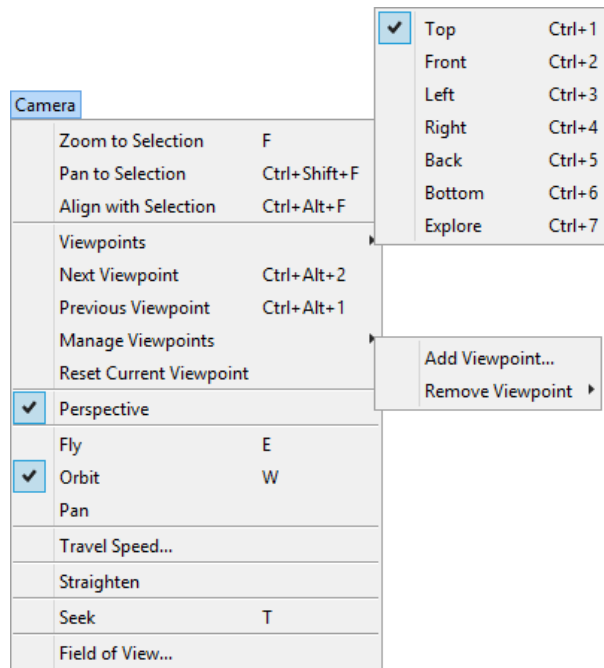 Camera
Zoom to Selection F
Pan to Selection Ctrl+Shift+F
Align with Selection Ctrl+Alt+F
Viewpoints
Next Viewpoint Ctrl+Alt+2
Previous Viewpoint Ctrl+Alt+1
Manage Viewpoints
Reset Current Viewpoint
Perspective
Fly E
Orbit W
Pan
Travel Speed...
Straighten
Seek T
Field of View...
Top Ctrl+1
Front Ctrl+2
Left Ctrl+3
Right Ctrl+4
Back Ctrl+5
Bottom Ctrl+6
Explore Ctrl+7
Add Viewpoint...
Remove Viewpoint